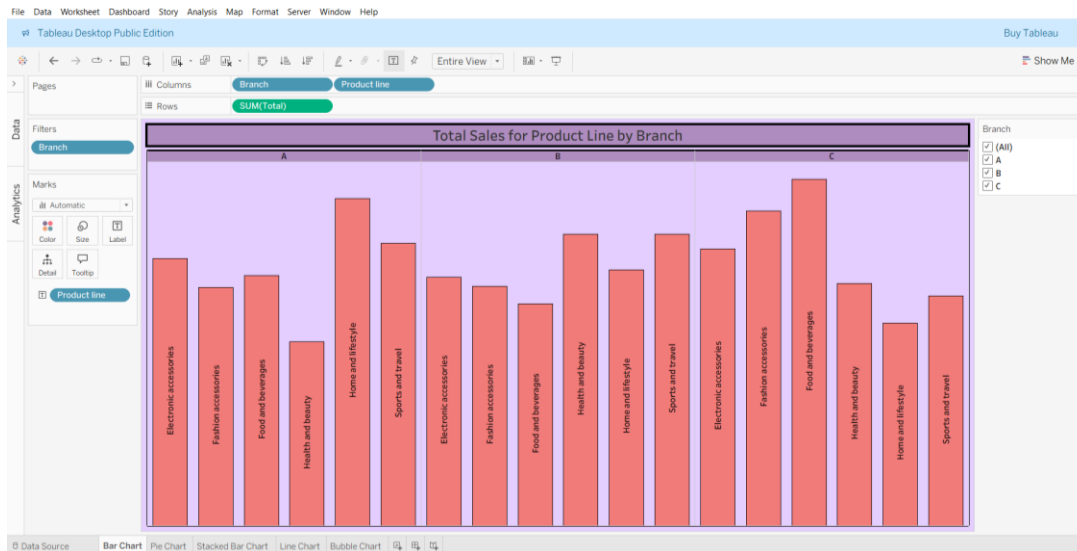 File Data Worksheet Dashboard Story Analysis Map Format Server Window Help
Tableau Desktop Public Edition Buy Tableau
Entire View Show Me
Pages
Columns Branch Product line
Rows SUM(Total)
Data
Analytics
Filters
Branch
Marks
Automatic
Color Size Label
Detail Tooltip
Product line
Total Sales for Product Line by Branch
A B C
Electronic accessories
Fashion accessories
Food and beverages
Health and beauty
Home and lifestyle
Sports and travel
Electronic accessories
Fashion accessories
Food and beverages
Health and beauty
Home and lifestyle
Sports and travel
Electronic accessories
Fashion accessories
Food and beverages
Health and beauty
Home and lifestyle
Sports and travel
Branch
(All)
A
B
C
Data Source Bar Chart Pie Chart Stacked Bar Chart Line Chart Bubble Chart